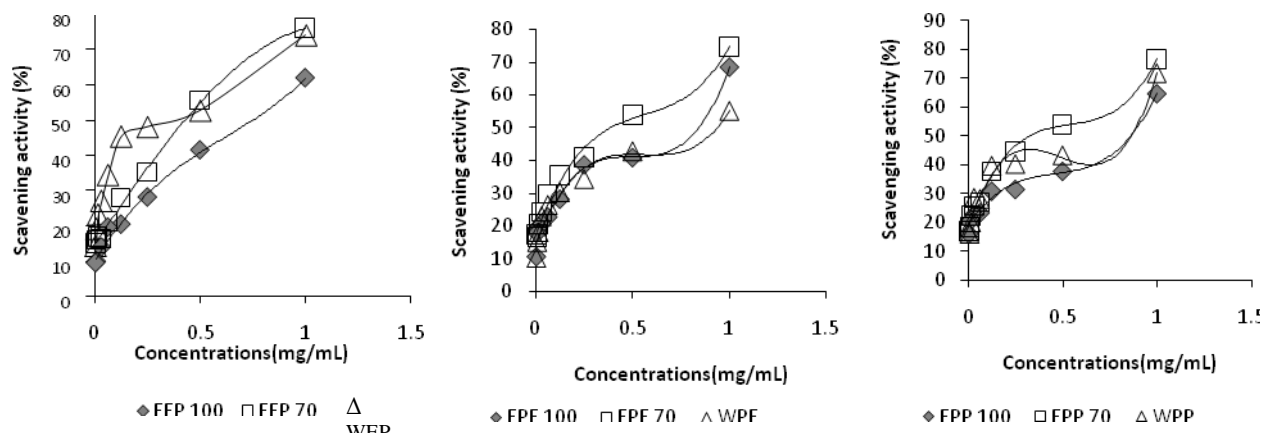 80
70
60
50
40
30
20
10
0
Scavening activity (%)
0 0.5 1 1.5
Concentrations(mg/mL)
EFP 100 EFP 70 Δ
WFP
80
70
60
50
40
30
20
10
0
Scavening activity (%)
0 0.5 1 1.5
Concentrations(mg/mL)
EPF 100 EPF 70 WPF
90
80
70
60
50
40
30
20
10
0
Scavenging activity (%)
0 0.5 1 1.5
Concentrations(mg/mL)
EPP 100 EPP 70 WPP